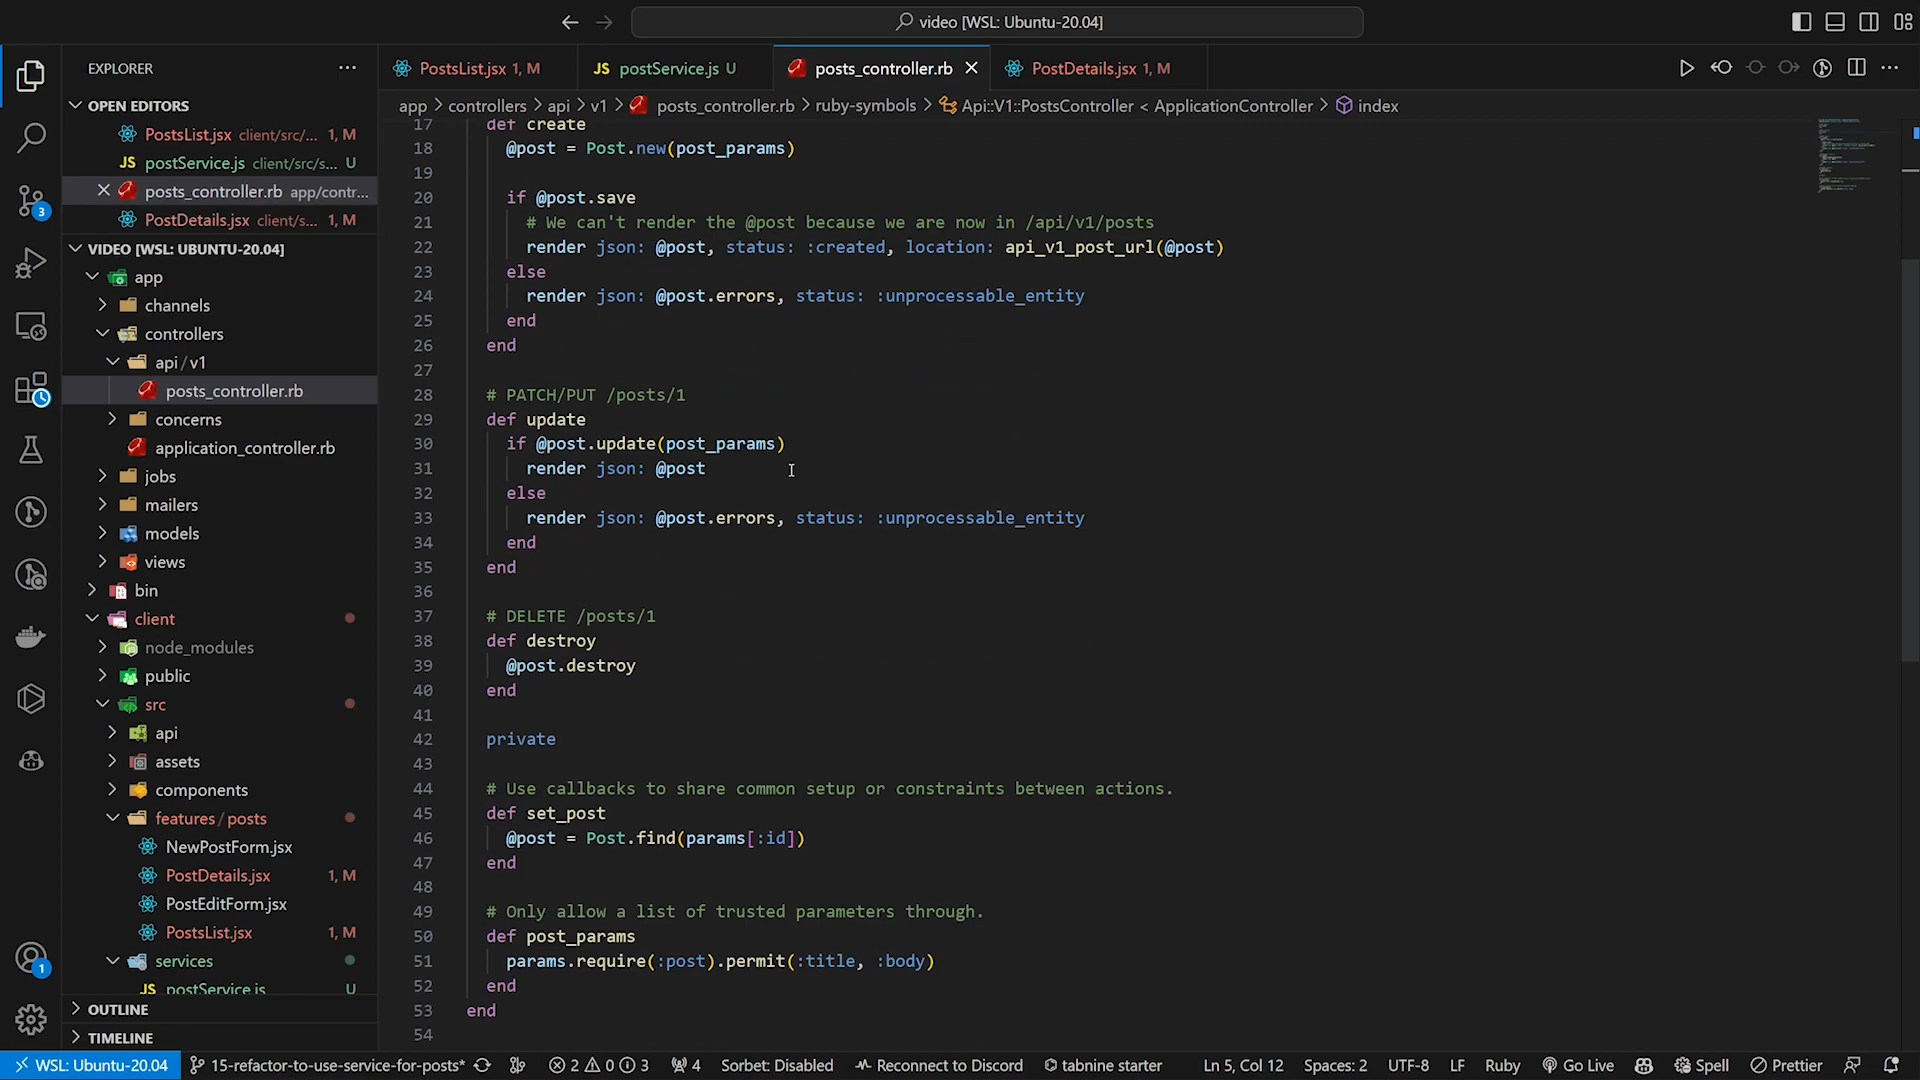 video [WSL: Ubuntu-20.04]
EXPLORER
PostsList.jsx 1, M
JS postService.js U
posts_controller.rb
PostDetails.jsx 1, M
OPEN EDITORS
PostsList.jsx client/src/... 1, M
JS postService.js client/src/s... U
posts_controller.rb app/contr...
PostDetails.jsx client/s... 1, M
VIDEO [WSL: UBUNTU-20.04]
app
channels
controllers
api / v1
posts_controller.rb
concerns
application_controller.rb
jobs
mailers
models
views
bin
client
node_modules
public
src
api
assets
components
features / posts
NewPostForm.jsx
PostDetails.jsx 1, M
PostEditForm.jsx
PostsList.jsx 1, M
services
JS postService.js U
OUTLINE
TIMELINE
3
1
app > controllers > api > v1 > posts_controller.rb > ruby-symbols > Api::V1::PostsController < ApplicationController > index
17 def create
18 @post = Post.new(post_params)
19
20 if @post.save
21 # We can't render the @post because we are now in /api/v1/posts
22 render json: @post, status: :created, location: api_v1_post_url(@post)
23 else
24 render json: @post.errors, status: :unprocessable_entity
25 end
26 end
27
28 # PATCH/PUT /posts/1
29 def update
30 if @post.update(post_params)
31 render json: @post
32 else
33 render json: @post.errors, status: :unprocessable_entity
34 end
35 end
36
37 # DELETE /posts/1
38 def destroy
39 @post.destroy
40 end
41
42 private
43
44 # Use callbacks to share common setup or constraints between actions.
45 def set_post
46 @post = Post.find(params[:id])
47 end
48
49 # Only allow a list of trusted parameters through.
50 def post_params
51 params.require(:post).permit(:title, :body)
52 end
53 end
54
WSL: Ubuntu-20.04 15-refactor-to-use-service-for-posts* 2 0 3 4 Sorbet: Disabled Reconnect to Discord tabnine starter Ln 5, Col 12 Spaces: 2 UTF-8 LF Ruby Go Live Spell Prettier